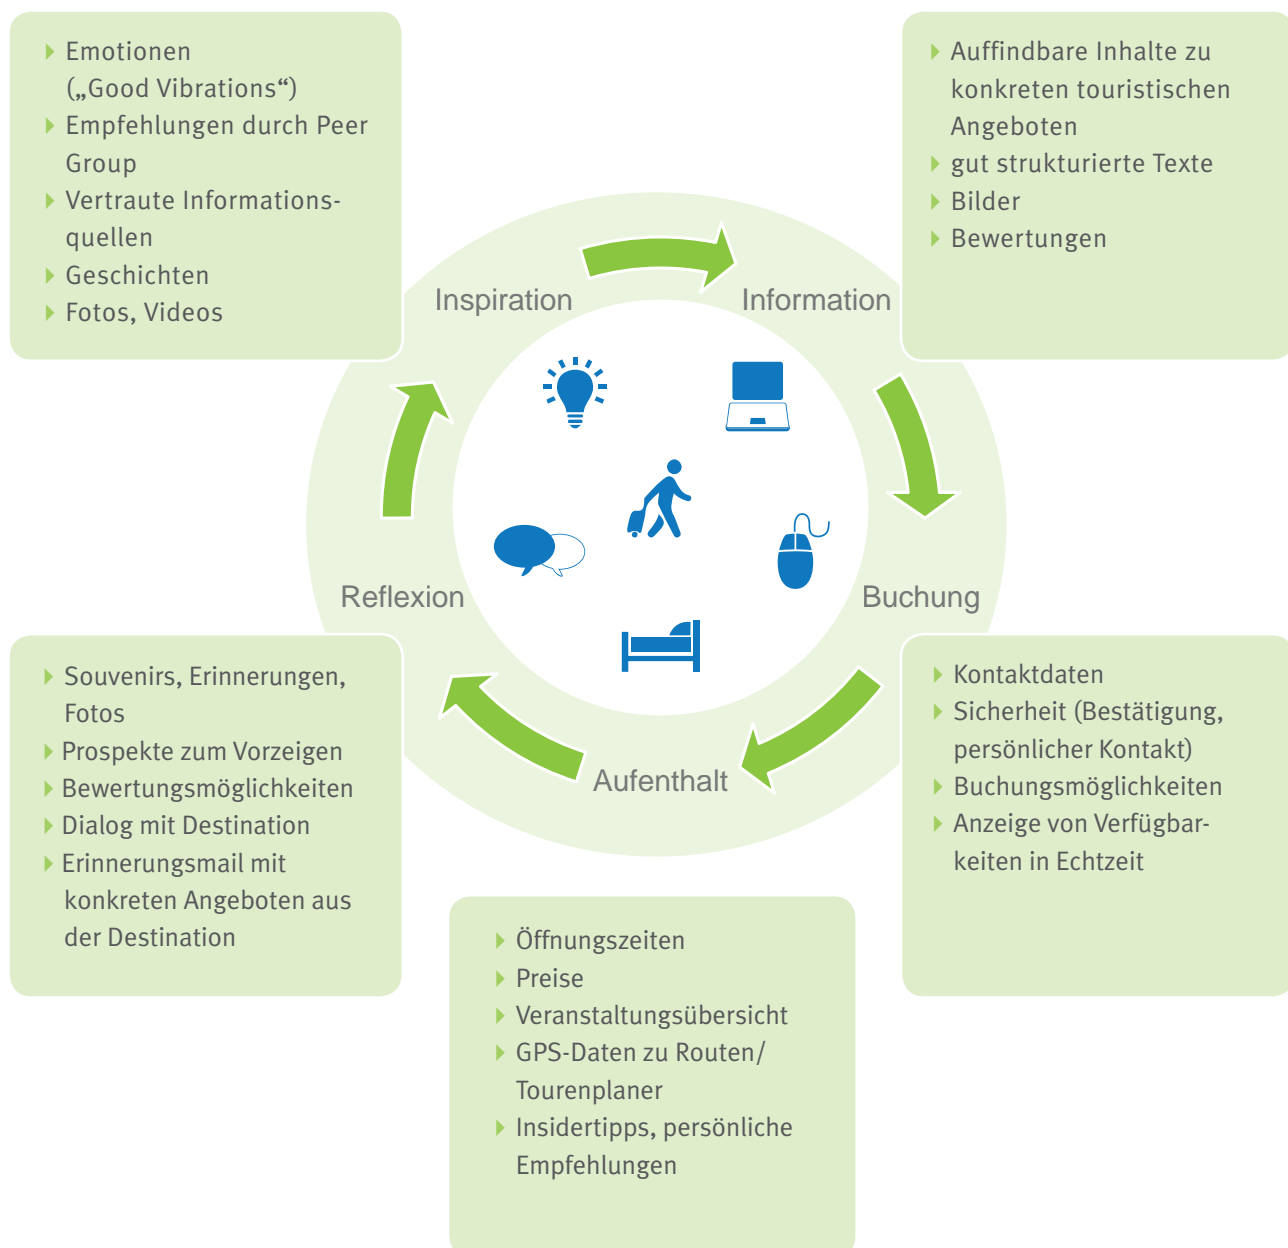 Emotionen
(„Good Vibrations“)
Empfehlungen durch Peer
Group
Vertraute Informations-
quellen
Geschichten
Fotos, Videos
Auffindbare Inhalte zu
konkreten touristischen
Angeboten
gut strukturierte Texte
Bilder
Bewertungen
Inspiration
Information
Reflexion
Buchung
Aufenthalt
Souvenirs, Erinnerungen,
Fotos
Prospekte zum Vorzeigen
Bewertungsmöglichkeiten
Dialog mit Destination
Erinnerungsmail mit
konkreten Angeboten aus
der Destination
Kontaktdaten
Sicherheit (Bestätigung,
persönlicher Kontakt)
Buchungsmöglichkeiten
Anzeige von Verfügbar-
keiten in Echtzeit
Öffnungszeiten
Preise
Veranstaltungsübersicht
GPS-Daten zu Routen/
Tourenplaner
Insidertipps, persönliche
Empfehlungen